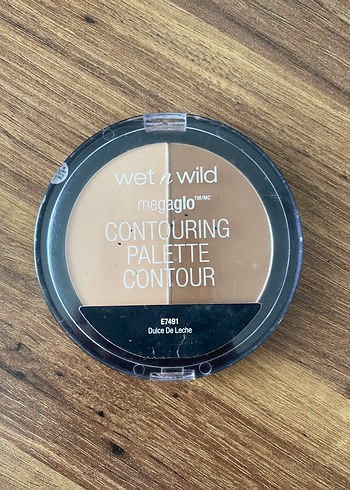 wet n wild
megaglo™/MC
CONTOURING
PALETTE
CONTOUR
E7491
Dulce De Leche